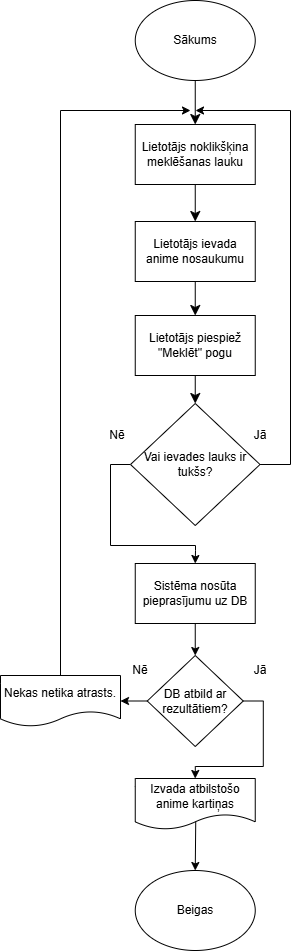 Sākums
Lietotājs noklikšķina
meklēšanas lauku
Lietotājs ievada
anime nosaukumu
Lietotājs piespiež
"Meklēt" pogu
Nē
Jā
Vai ievades lauks ir
tukšs?
Sistēma nosūta
pieprasījumu uz DB
Nē
Jā
DB atbild ar
rezultātiem?
Nekas netika atrasts.
Izvada atbilstošo
anime kartiņas
Beigas